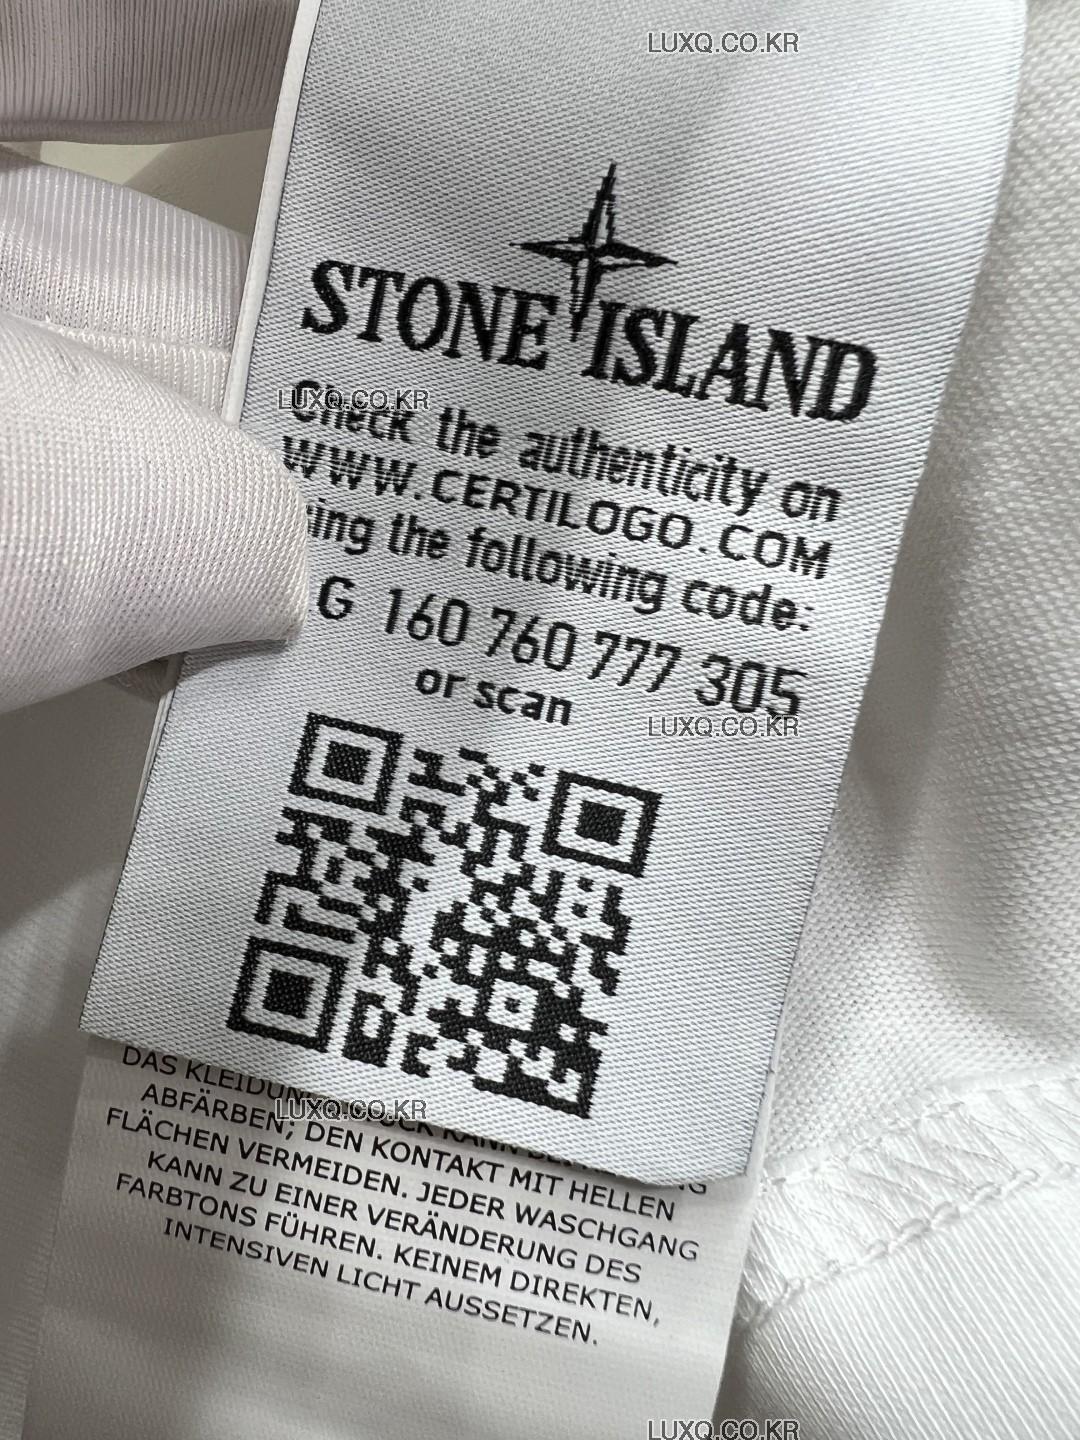 LUXQ.CO.KR
STONE ISLAND
LUXQ.CO.KR
Check the authenticity on
WWW.CERTILOGO.COM
the following code:
G 160 760 777 305
or scan
LUXQ.CO.KR
DAS
LUXQ.CO.KR
ABFÄRBEN; DEN KONTAKT MIT HELLEN
FLÄCHEN VERMEIDEN. JEDER WASCHGANG
KANN ZU EINER VERÄNDERUNG DES
FARBTONS FÜHREN. KEINEM DIREKTEN,
INTENSIVEN LICHT AUSSETZEN.
LUXQ.CO.KR